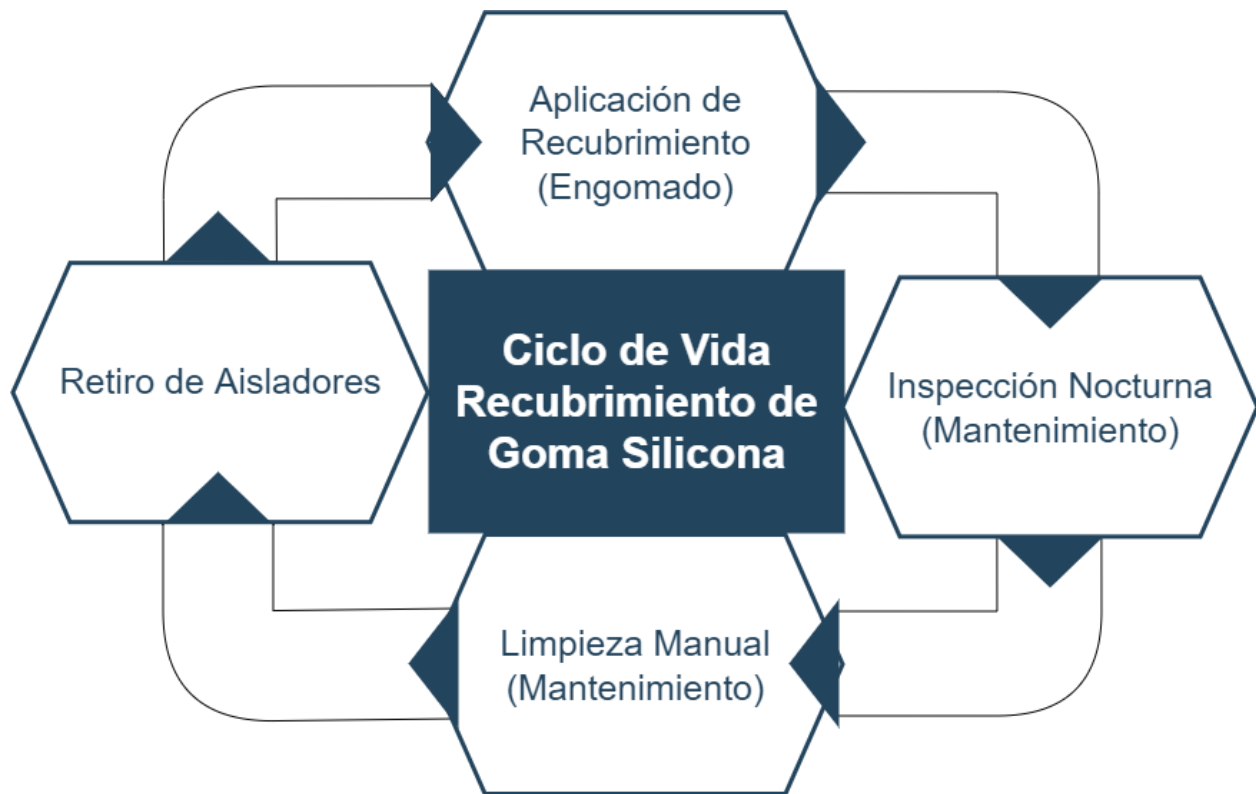 Aplicación de
Recubrimiento
(Engomado)
Ciclo de Vida
Recubrimiento de
Goma Silicona
Retiro de Aisladores
Inspección Nocturna
(Mantenimiento)
Limpieza Manual
(Mantenimiento)